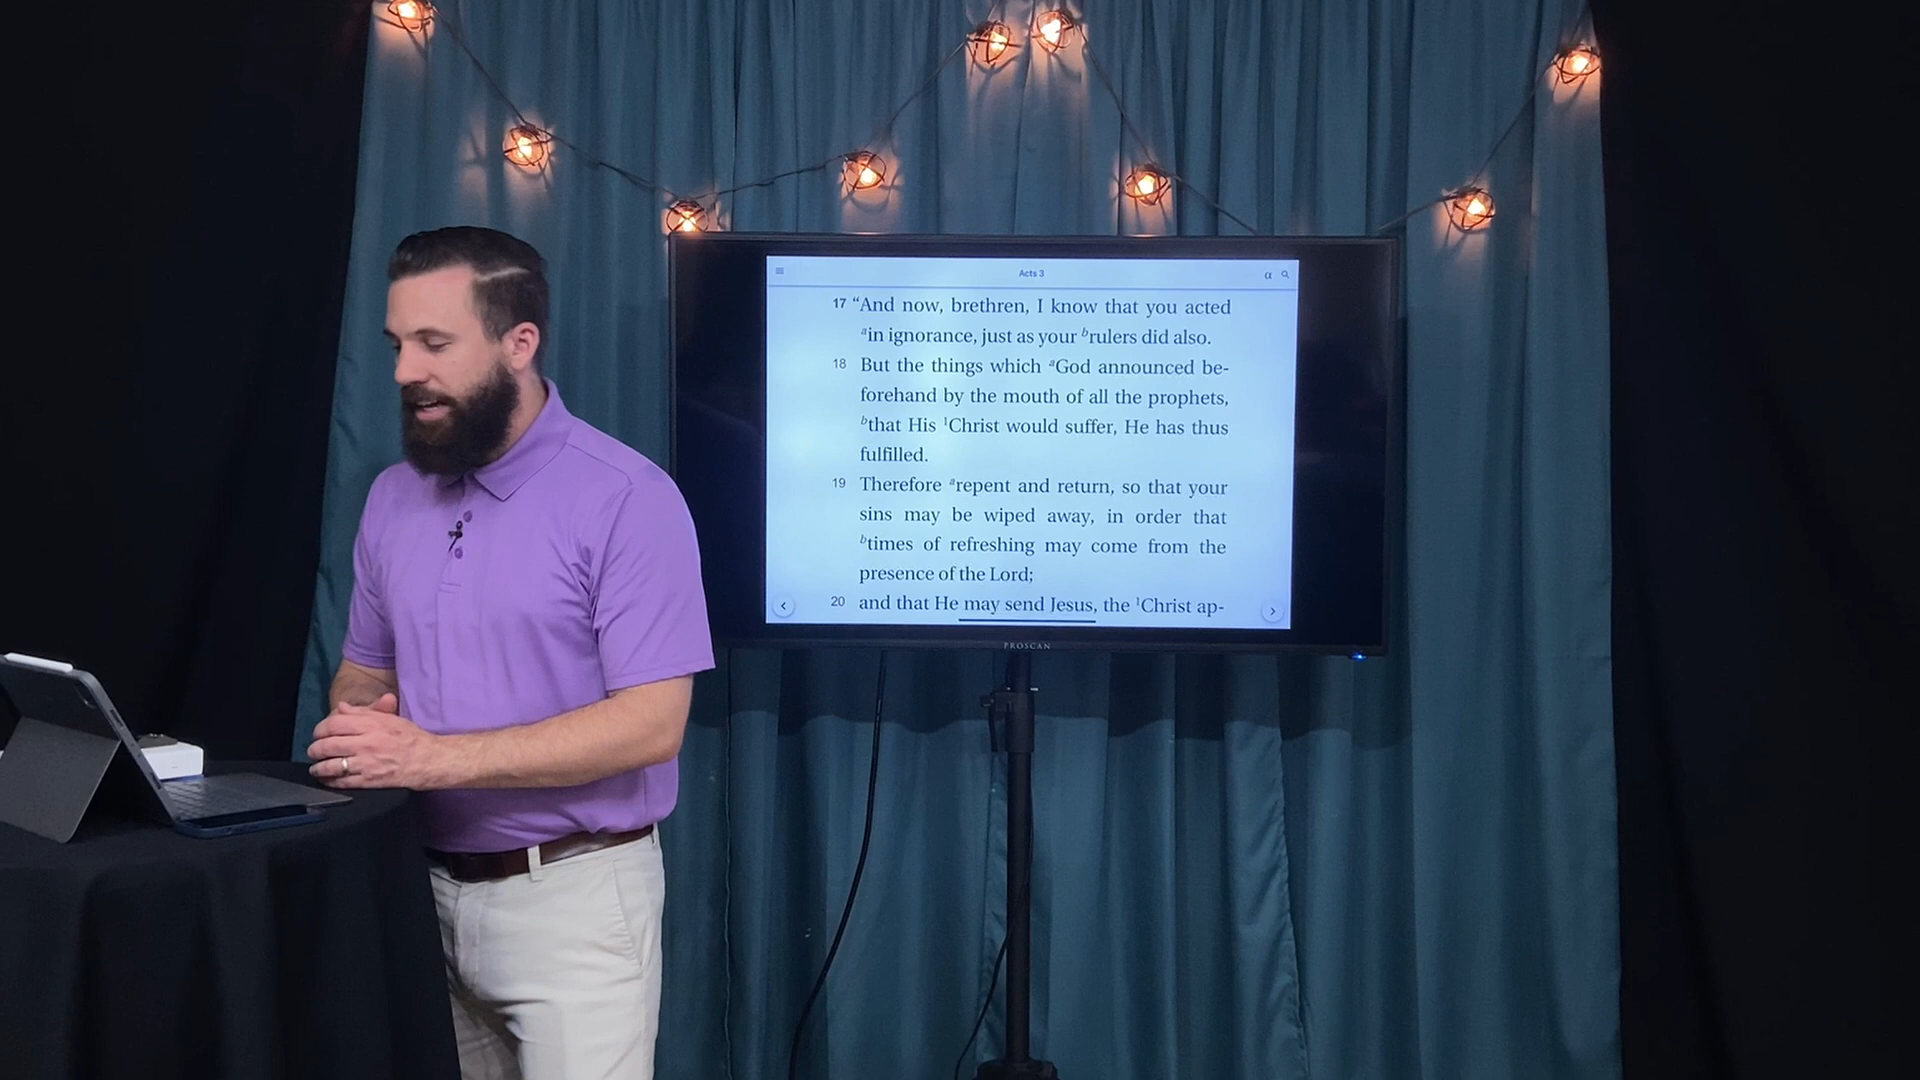 Acts 3
α
17 “And now, brethren, I know that you acted
ᵃin ignorance, just as your ᵇrulers did also.
18 But the things which ᵃGod announced be-
forehand by the mouth of all the prophets,
ᵇthat His ¹Christ would suffer, He has thus
fulfilled.
19 Therefore ᵃrepent and return, so that your
sins may be wiped away, in order that
ᵇtimes of refreshing may come from the
presence of the Lord;
20 and that He may send Jesus, the ¹Christ ap-
PROSCAN